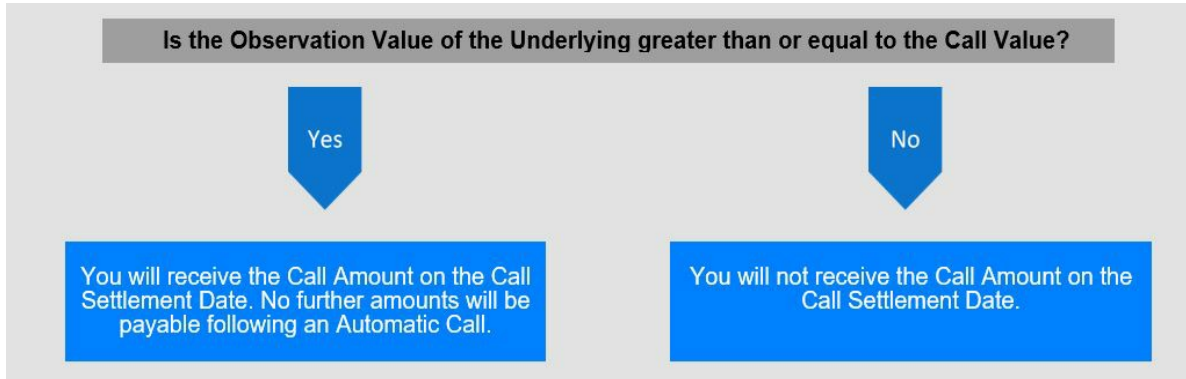 Is the Observation Value of the Underlying greater than or equal to the Call Value?
Yes
No
You will receive the Call Amount on the Call
Settlement Date. No further amounts will be
payable following an Automatic Call.
You will not receive the Call Amount on the
Call Settlement Date.